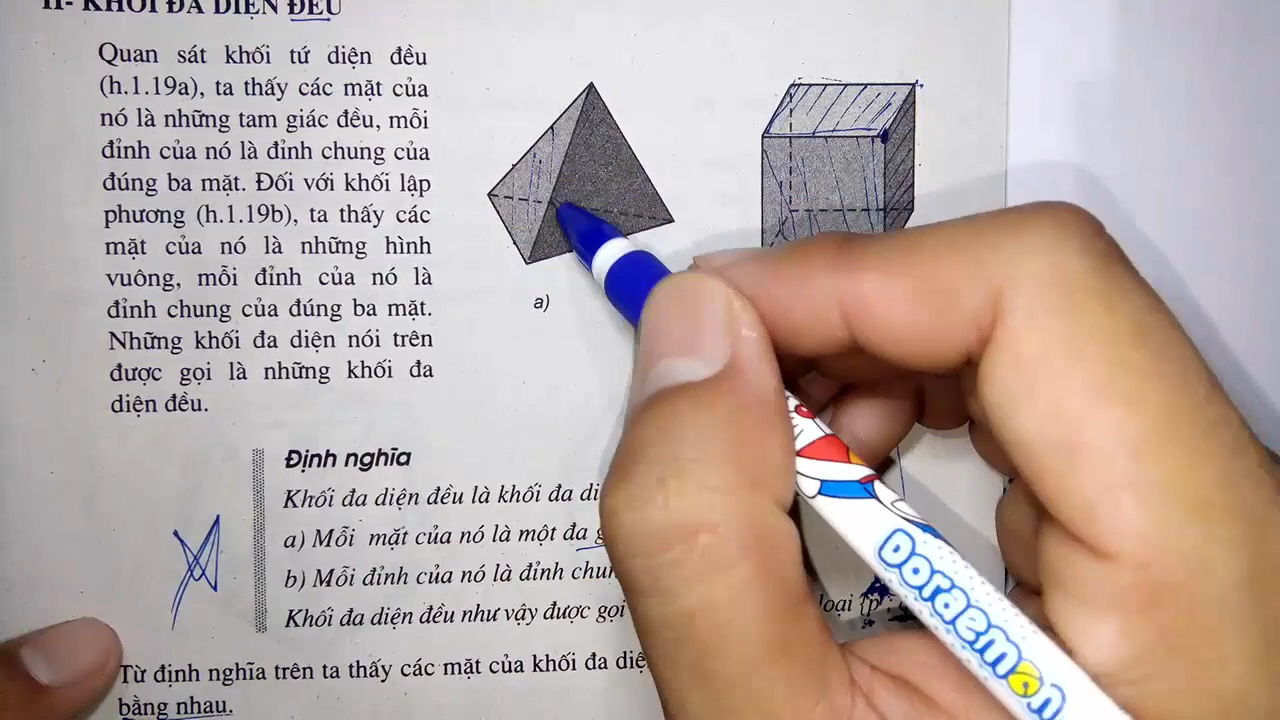 II- KHỐI ĐA DIỆN ĐỀU
Quan sát khối tứ diện đều
(h.1.19a), ta thấy các mặt của
nó là những tam giác đều, mỗi
đỉnh của nó là đỉnh chung của
đúng ba mặt. Đối với khối lập
phương (h.1.19b), ta thấy các
mặt của nó là những hình
vuông, mỗi đỉnh của nó là
đỉnh chung của đúng ba mặt.
Những khối đa diện nói trên
được gọi là những khối đa
diện đều.
a)
Định nghĩa
Khối đa diện đều là khối đa
a) Mỗi mặt của nó là một đa
b) Mỗi đỉnh của nó là đỉnh
Khối đa diện đều như vậy được gọi loại {p ;
Từ định nghĩa trên ta thấy các mặt của khối đa
bằng nhau.
Doraemon